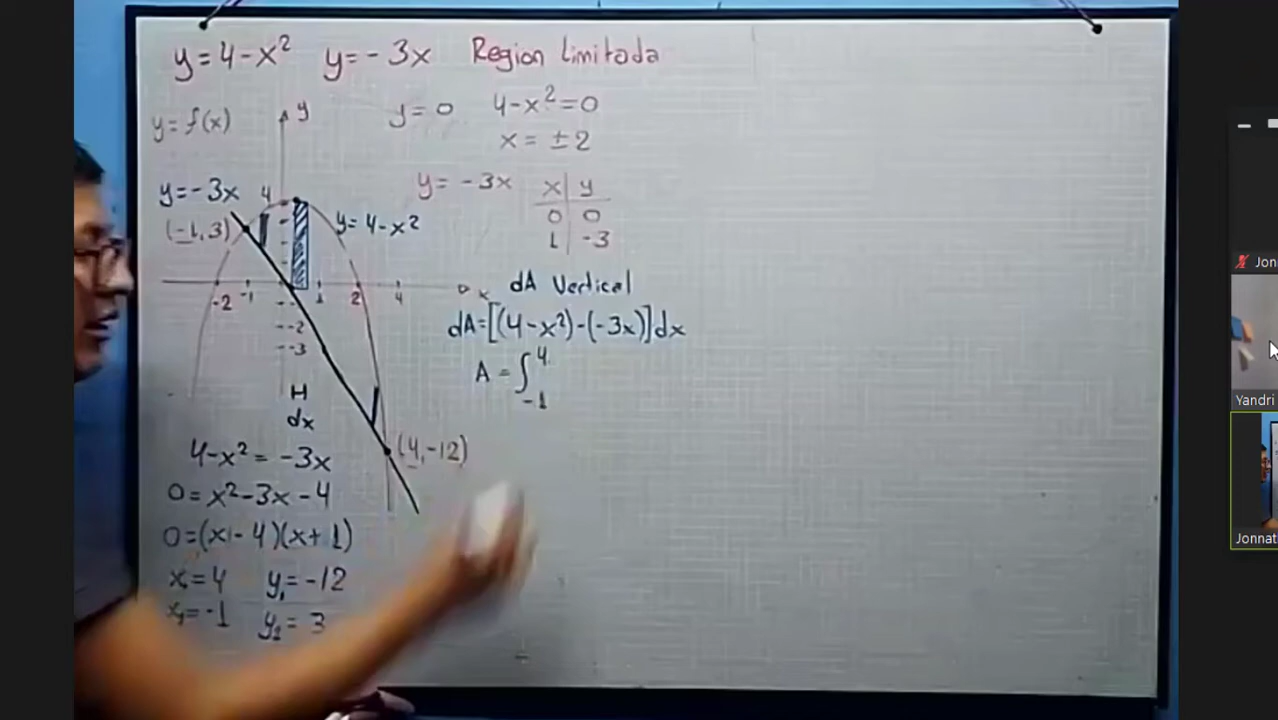 y = 4 - x² y = - 3x Region Limitada
y = f(x) y
y = 0 4 - x² = 0
x = ± 2
y = - 3x
x y
0 0
1 -3
y = -3x 4
(-1,3)
y = 4 - x²
-2 -1 1 2 4 x
-2
-3
dA Vertical
dA = [(4 - x²) - (-3x)] dx
A = ∫ 4 -1
H
dx
(4, -12)
4 - x² = -3x
0 = x² - 3x - 4
0 = (x - 4)(x + 1)
x = 4 y₁ = -12
x = -1 y₂ = 3
Jon
Yandri
Jonnat